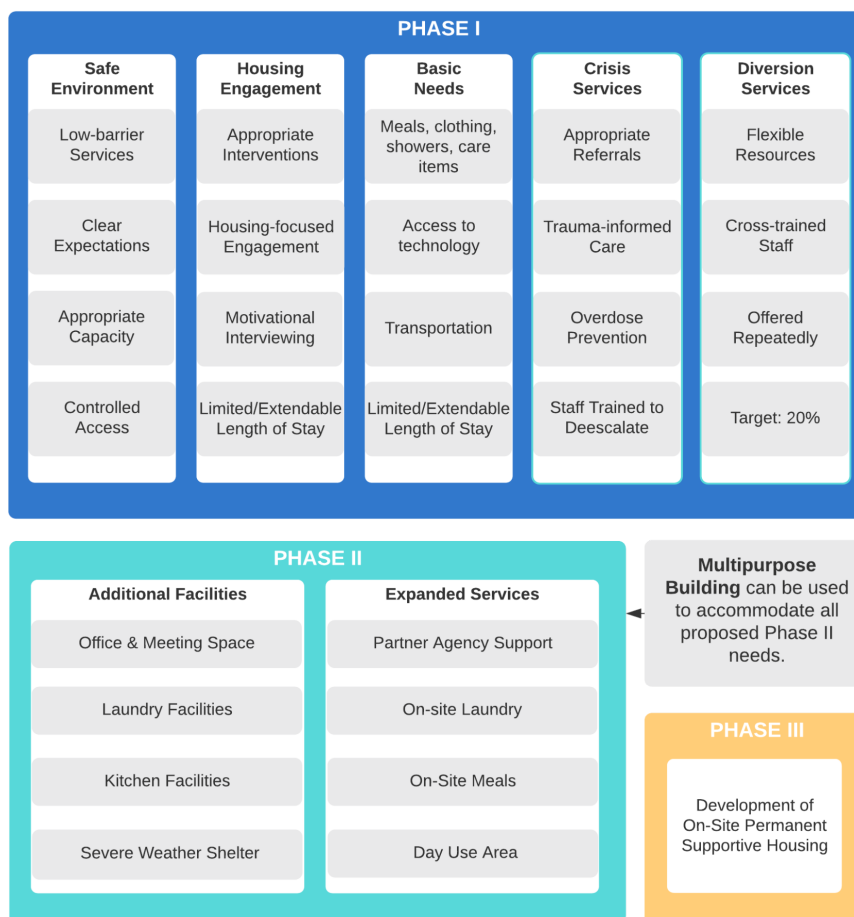 PHASE I
Safe
Environment
Low-barrier
Services
Clear
Expectations
Appropriate
Capacity
Controlled
Access
Housing
Engagement
Appropriate
Interventions
Housing-focused
Engagement
Motivational
Interviewing
Limited/Extendable
Length of Stay
Basic
Needs
Meals, clothing,
showers, care
items
Access to
technology
Transportation
Limited/Extendable
Length of Stay
Crisis
Services
Appropriate
Referrals
Trauma-informed
Care
Overdose
Prevention
Staff Trained to
Deescalate
Diversion
Services
Flexible
Resources
Cross-trained
Staff
Offered
Repeatedly
Target: 20%
PHASE II
Additional Facilities
Office & Meeting Space
Laundry Facilities
Kitchen Facilities
Severe Weather Shelter
Expanded Services
Partner Agency Support
On-site Laundry
On-Site Meals
Day Use Area
Multipurpose
Building can be used
to accommodate all
proposed Phase II
needs.
PHASE III
Development of
On-Site Permanent
Supportive Housing